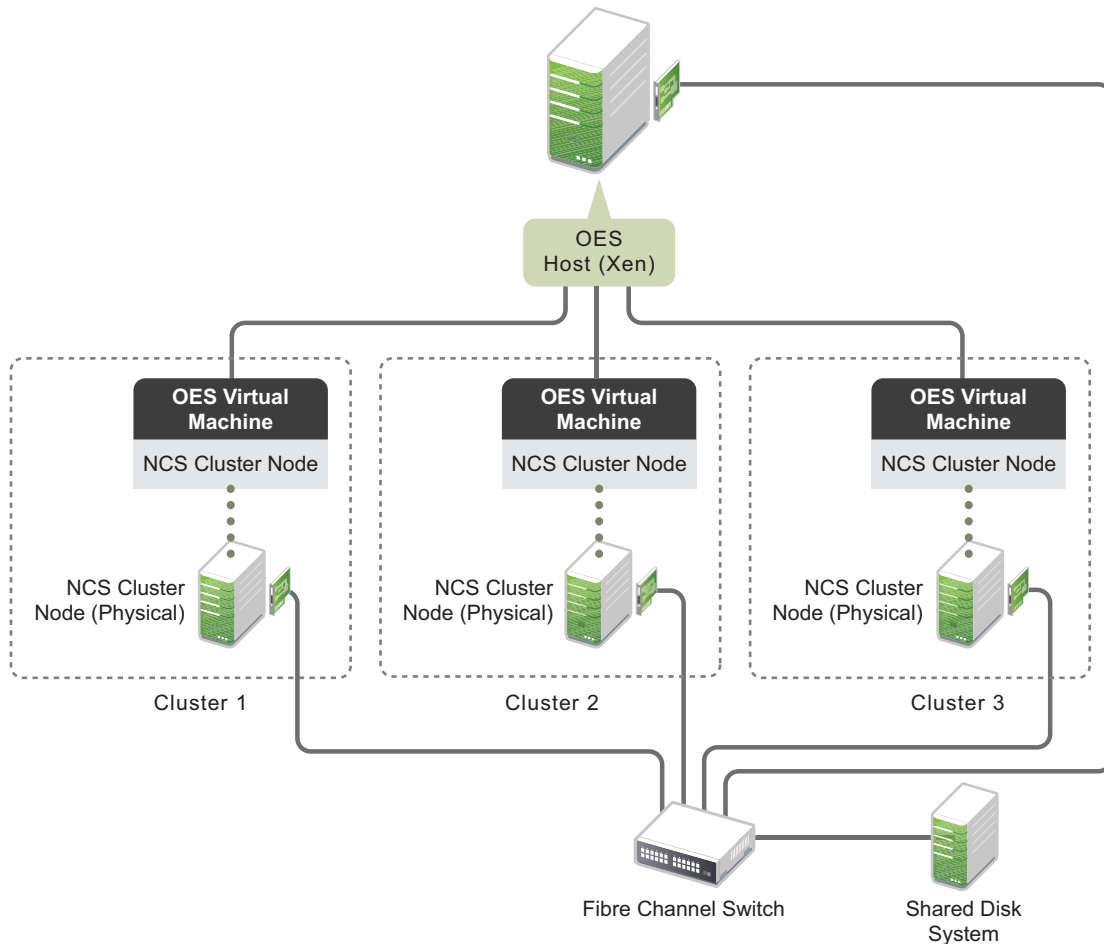 OES
Host (Xen)
OES Virtual
Machine
NCS Cluster Node
NCS Cluster
Node (Physical)
Cluster 1
OES Virtual
Machine
NCS Cluster Node
NCS Cluster
Node (Physical)
Cluster 2
OES Virtual
Machine
NCS Cluster Node
NCS Cluster
Node (Physical)
Cluster 3
Fibre Channel Switch
Shared Disk
System